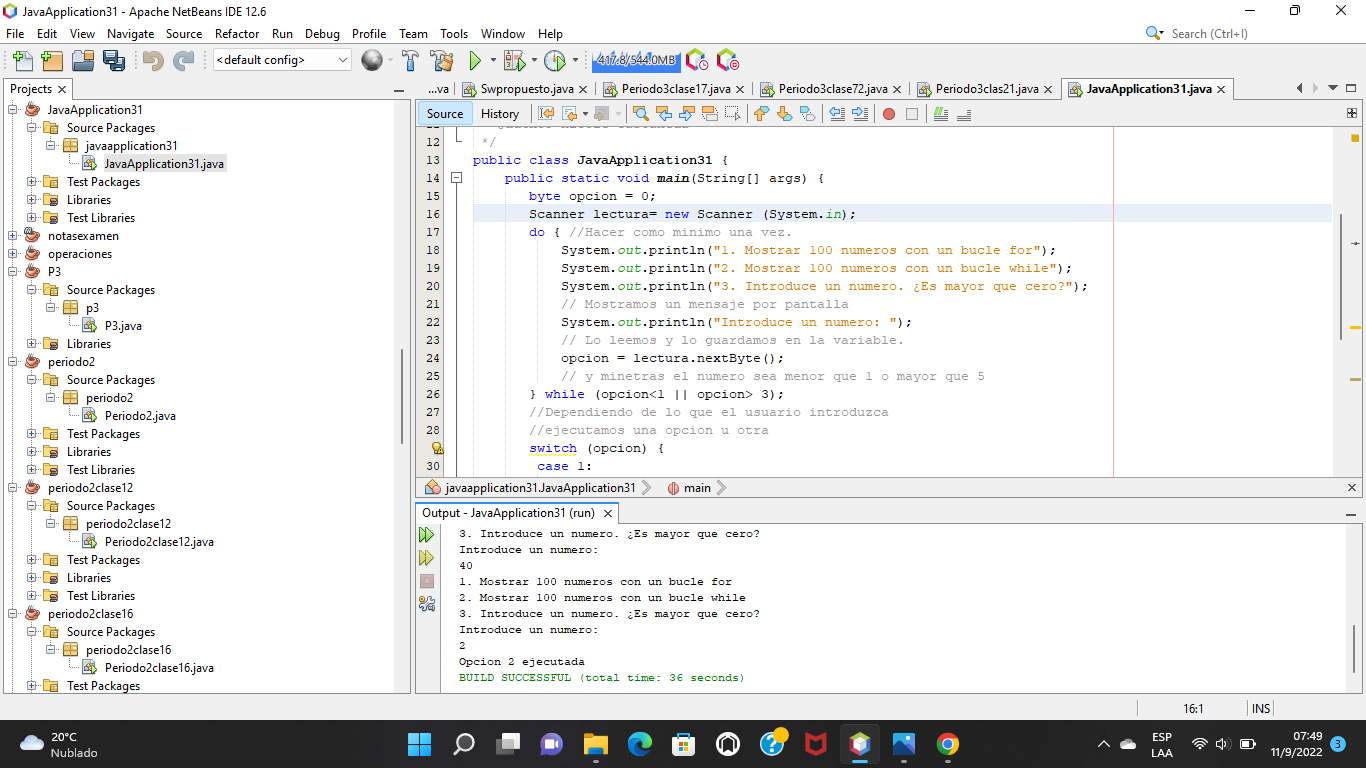 JavaApplication31 - Apache NetBeans IDE 12.6
File Edit View Navigate Source Refactor Run Debug Profile Team Tools Window Help
Search (Ctrl+I)
<default config>
417.8/544.0MB
Projects
JavaApplication31
Source Packages
javaapplication31
JavaApplication31.java
Test Packages
Libraries
Test Libraries
notasexamen
operaciones
P3
Source Packages
p3
P3.java
Libraries
periodo2
Source Packages
periodo2
Periodo2.java
Test Packages
Libraries
Test Libraries
periodo2clase12
Source Packages
periodo2clase12
Periodo2clase12.java
Test Packages
Libraries
Test Libraries
periodo2clase16
Source Packages
periodo2clase16
Periodo2clase16.java
Test Packages
...va Swpropuesto.java Periodo3clase17.java Periodo3clase72.java Periodo3clas21.java JavaApplication31.java
Source History
12 */
13 public class JavaApplication31 {
14 public static void main(String[] args) {
15 byte opcion = 0;
16 Scanner lectura= new Scanner (System.in);
17 do { //Hacer como minimo una vez.
18 System.out.println("1. Mostrar 100 numeros con un bucle for");
19 System.out.println("2. Mostrar 100 numeros con un bucle while");
20 System.out.println("3. Introduce un numero. ¿Es mayor que cero?");
21 // Mostramos un mensaje por pantalla
22 System.out.println("Introduce un numero: ");
23 // Lo leemos y lo guardamos en la variable.
24 opcion = lectura.nextByte();
25 // y minetras el numero sea menor que 1 o mayor que 5
26 } while (opcion<1 || opcion> 3);
27 //Dependiendo de lo que el usuario introduzca
28 //ejecutamos una opcion u otra
switch (opcion) {
30 case 1:
javaapplication31.JavaApplication31 main
Output - JavaApplication31 (run)
3. Introduce un numero. ¿Es mayor que cero?
Introduce un numero:
40
1. Mostrar 100 numeros con un bucle for
2. Mostrar 100 numeros con un bucle while
3. Introduce un numero. ¿Es mayor que cero?
Introduce un numero:
2
Opcion 2 ejecutada
BUILD SUCCESSFUL (total time: 36 seconds)
16:1 INS
20°C
Nublado
ESP
LAA
07:49
11/9/2022
3